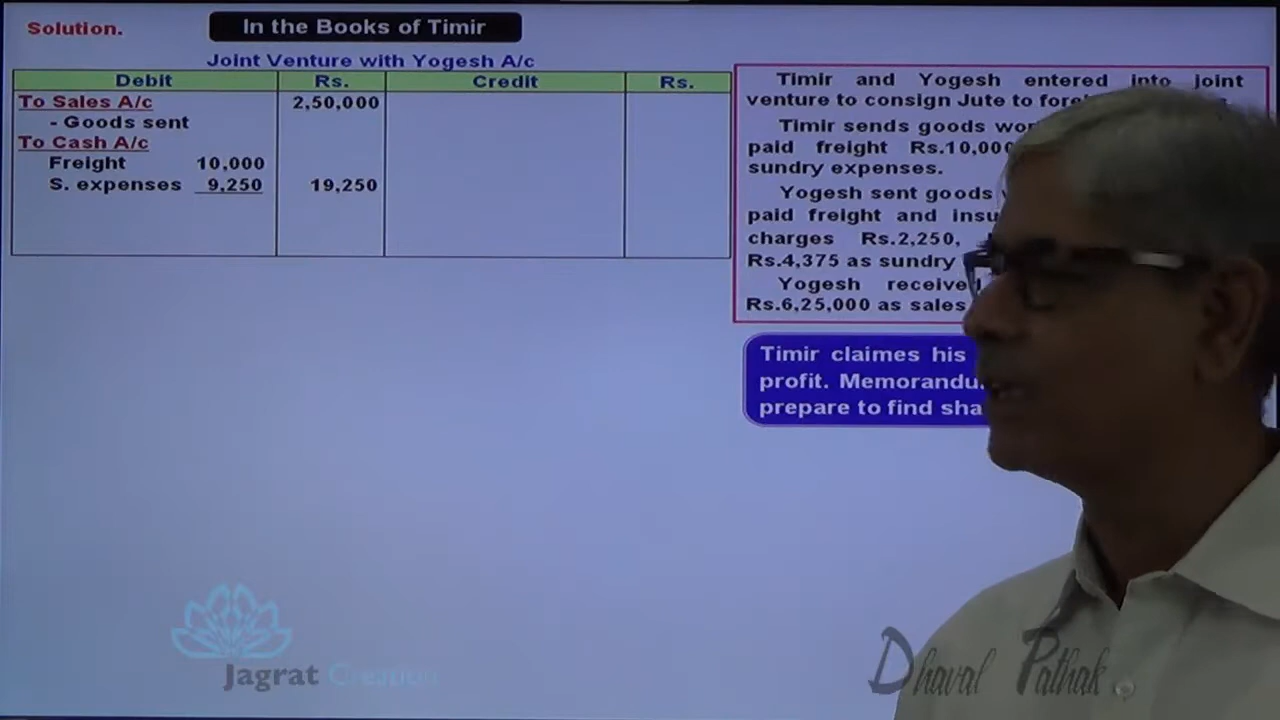 Solution.
In the Books of Timir
Joint Venture with Yogesh A/c
Debit Rs. Credit Rs.
To Sales A/c 2,50,000
- Goods sent
To Cash A/c
Freight 10,000
S. expenses 9,250 19,250
Timir and Yogesh entered into joint
venture to consign Jute to
Timir sends goods
paid freight Rs.10,000
sundry expenses.
Yogesh sent goods
paid freight and
charges Rs.2,250,
Rs.4,375 as sundry
Yogesh
Rs.6,25,000 as sales
Timir claimes his
profit.
prepare to find
Jagrat Creation
Dhaval Pathak